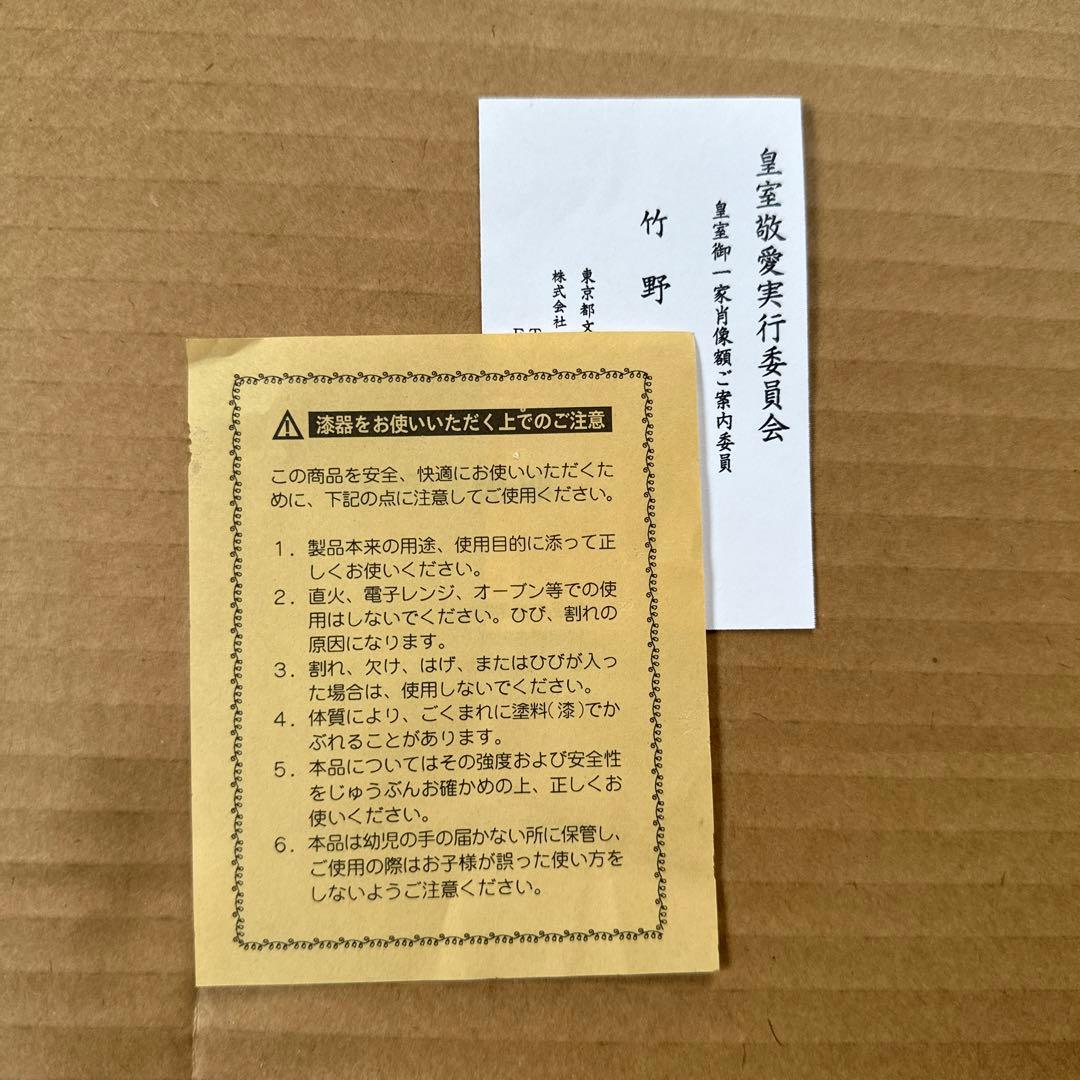 皇室敬愛実行委員会
皇室御一家肖像額ご案内委員
竹野
東京都文
株式会社
漆器をお使いいただく上でのご注意
この商品を安全、快適にお使いいただくた
めに、下記の点に注意してご使用ください。
1. 製品本来の用途、使用目的に添って正
しくお使いください。
2. 直火、電子レンジ、オーブン等での使
用はしないでください。ひび、割れの
原因になります。
3. 割れ、欠け、はげ、またはひびが入っ
た場合は、使用しないでください。
4. 体質により、ごくまれに塗料(漆)でか
ぶれることがあります。
5. 本品についてはその強度および安全性
をじゅうぶんお確かめの上、正しくお
使いください。
6. 本品は幼児の手の届かない所に保管し、
ご使用の際はお子様が誤った使い方を
しないようご注意ください。